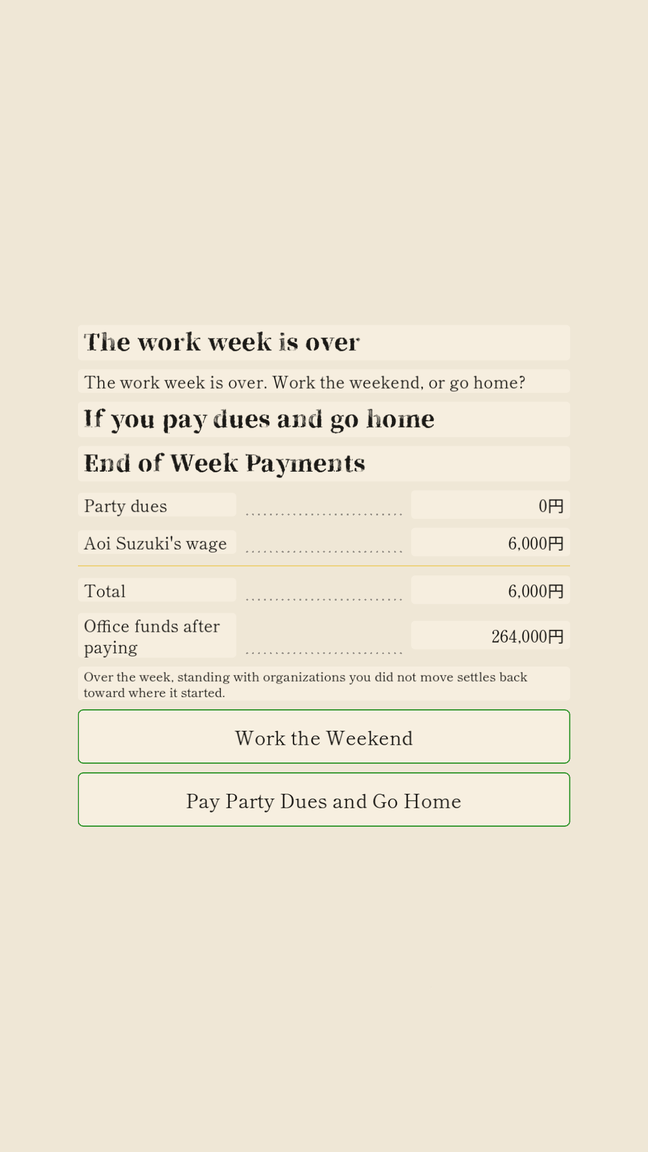 The work week is over
The work week is over. Work the weekend, or go home?
If you pay dues and go home
End of Week Payments
Party dues 0円
Aoi Suzuki's wage 6,000円
Total 6,000円
Office funds after
paying 264,000円
Over the week, standing with organizations you did not move settles back
toward where it started.
Work the Weekend
Pay Party Dues and Go Home